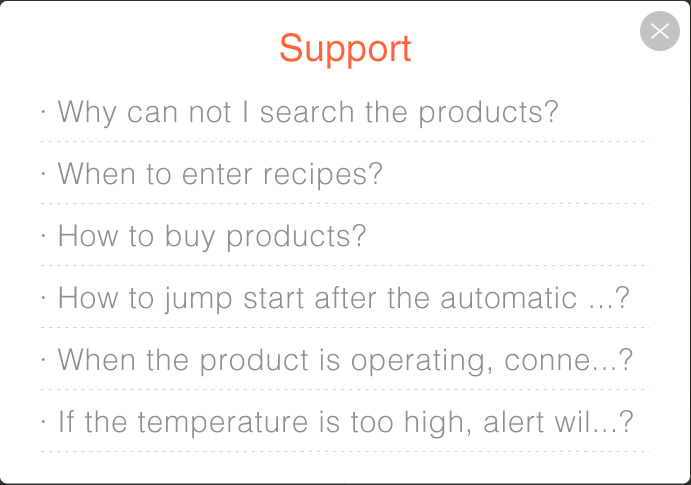 Support
· Why can not I search the products?
· When to enter recipes?
· How to buy products?
· How to jump start after the automatic ...?
· When the product is operating, conne...?
· If the temperature is too high, alert wil...?